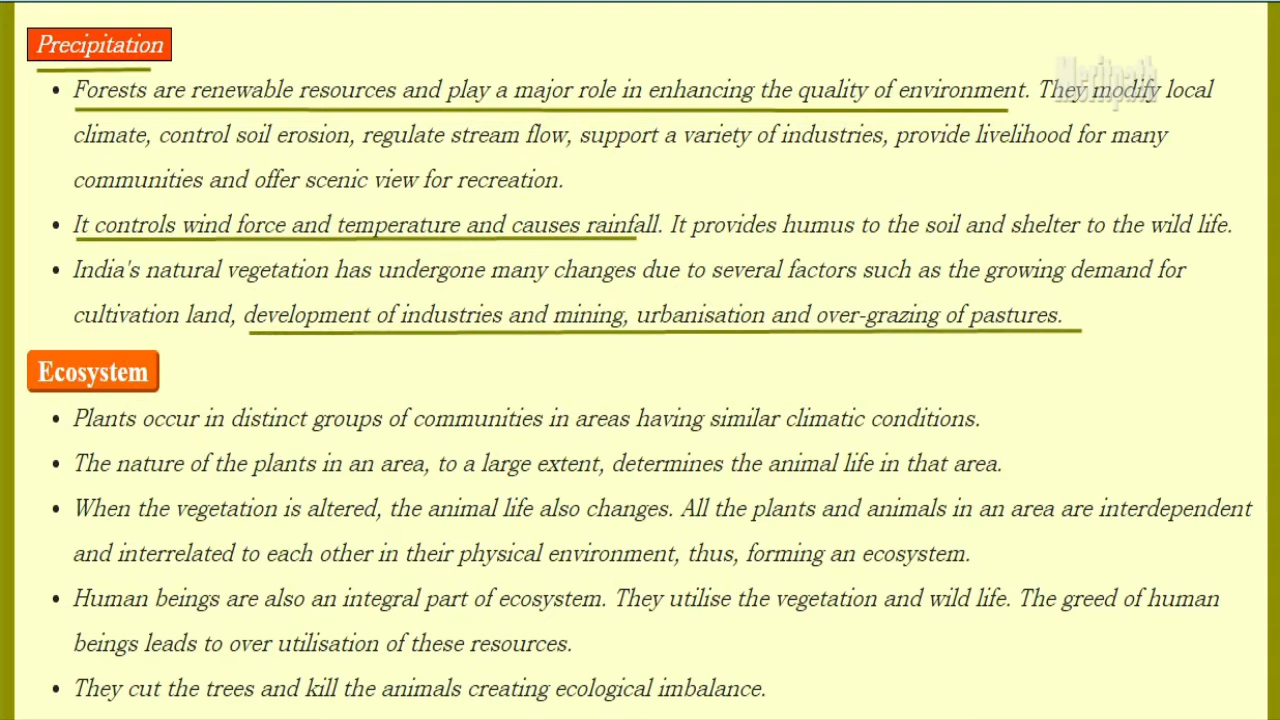 Precipitation
Meritpath
• Forests are renewable resources and play a major role in enhancing the quality of environment. They modify local
climate, control soil erosion, regulate stream flow, support a variety of industries, provide livelihood for many
communities and offer scenic view for recreation.
• It controls wind force and temperature and causes rainfall. It provides humus to the soil and shelter to the wild life.
• India's natural vegetation has undergone many changes due to several factors such as the growing demand for
cultivation land, development of industries and mining, urbanisation and over-grazing of pastures.
Ecosystem
• Plants occur in distinct groups of communities in areas having similar climatic conditions.
• The nature of the plants in an area, to a large extent, determines the animal life in that area.
• When the vegetation is altered, the animal life also changes. All the plants and animals in an area are interdependent
and interrelated to each other in their physical environment, thus, forming an ecosystem.
• Human beings are also an integral part of ecosystem. They utilise the vegetation and wild life. The greed of human
beings leads to over utilisation of these resources.
• They cut the trees and kill the animals creating ecological imbalance.